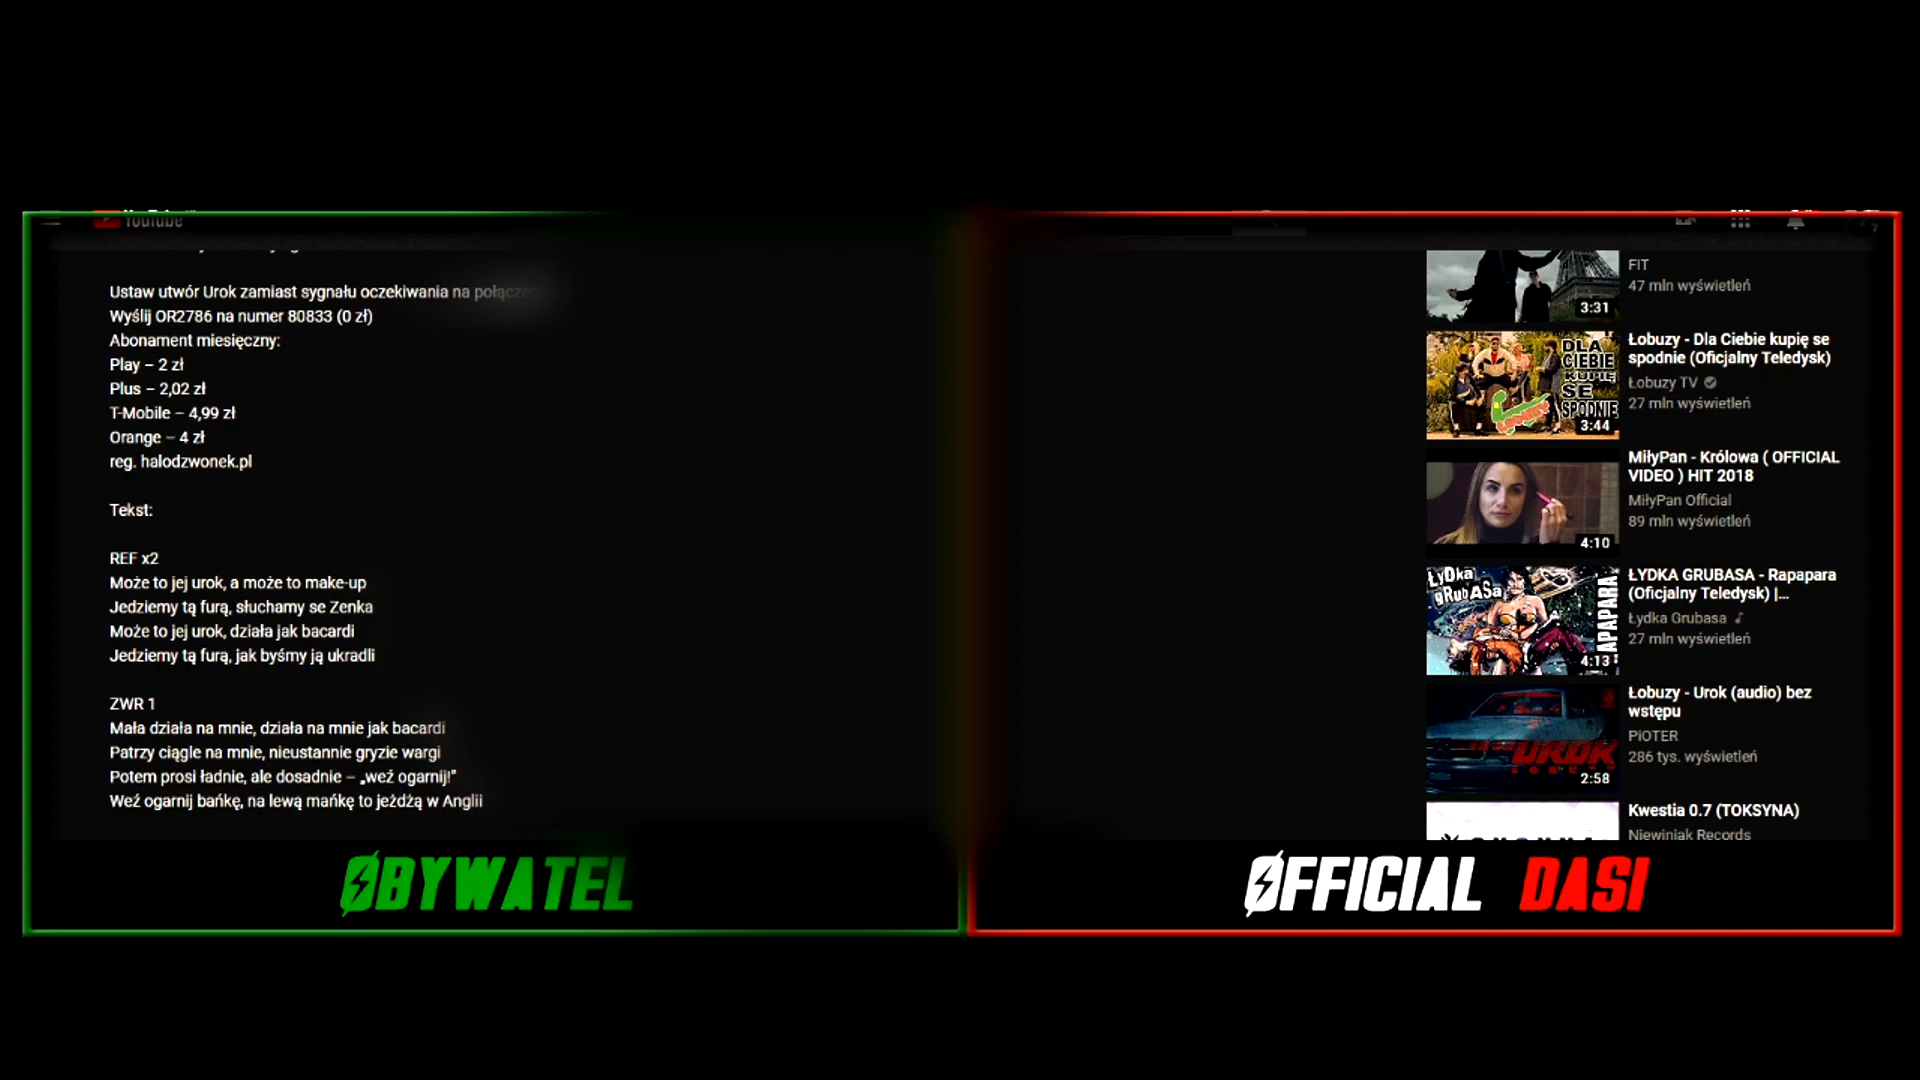 YouTube
Ustaw utwór Urok zamiast sygnału oczekiwania na
Wyślij OR2786 na numer 80833 (0 zł)
Abonament miesięczny:
Play – 2 zł
Plus – 2,02 zł
T-Mobile – 4,99 zł
Orange – 4 zł
reg. halodzwonek.pl
Tekst:
REF x2
Może to jej urok, a może to make-up
Jedziemy tą furą, słuchamy se Zenka
Może to jej urok, działa jak bacardi
Jedziemy tą furą, jak byśmy ją ukradli
ZWR 1
Mała działa na mnie, działa na mnie jak bacardi
Patrzy ciągle na mnie, nieustannie gryzie wargi
Potem prosi ładnie, ale dosadnie – „weź ogarnij!”
Weź ogarnij bańkę, na lewą mańkę to jeżdżą w Anglii
ØBYWATEL
FIT
47 mln wyświetleń
3:31
DLA
CIEBIE
KUPIĘ
SE
SPODNIE
3:44
Łobuzy - Dla Ciebie kupię se
spodnie (Oficjalny Teledysk)
Łobuzy TV
27 mln wyświetleń
4:10
MiłyPan - Królowa ( OFFICIAL
VIDEO ) HIT 2018
MiłyPan Official
89 mln wyświetleń
ŁYDka
gRubASa
4:13
ŁYDKA GRUBASA - Rapapara
(Oficjalny Teledysk) |...
Łydka Grubasa
27 mln wyświetleń
UROK
ŁOBUZY
2:58
Łobuzy - Urok (audio) bez
wstępu
PiOTER
286 tys. wyświetleń
Kwestia 0.7 (TOKSYNA)
Niewiniak Records
ØFFICIAL DASI